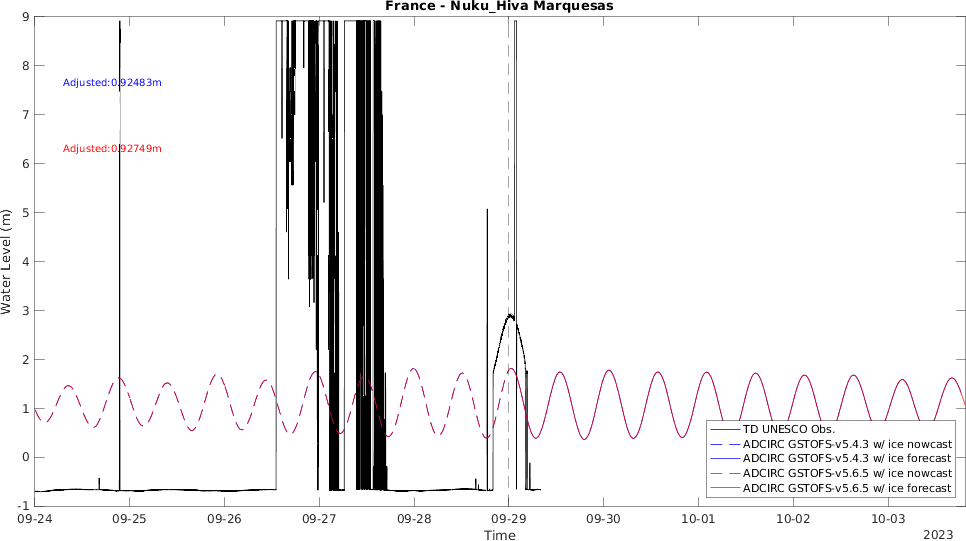 France - Nuku_Hiva Marquesas
9
8
7
6
5
4
3
2
1
0
-1
Water Level (m)
Adjusted:0.92483m
Adjusted:0.92749m
TD UNESCO Obs.
ADCIRC GSTOFS-v5.4.3 w/ ice nowcast
ADCIRC GSTOFS-v5.4.3 w/ ice forecast
ADCIRC GSTOFS-v5.6.5 w/ ice nowcast
ADCIRC GSTOFS-v5.6.5 w/ ice forecast
09-24 09-25 09-26 09-27 09-28 09-29 09-30 10-01 10-02 10-03
Time
2023